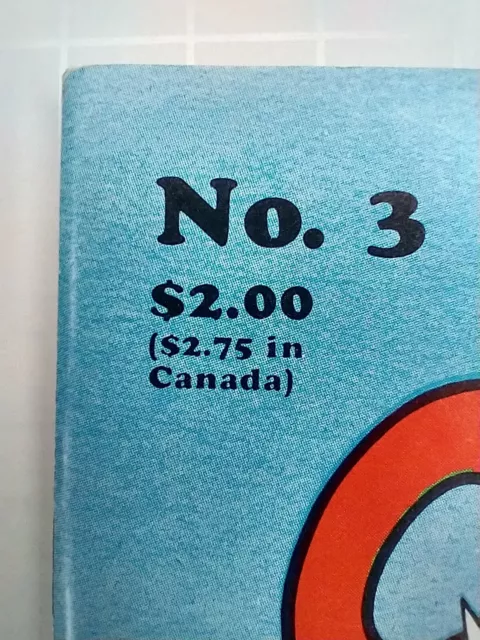 No. 3
$2.00
($2.75 in
Canada)